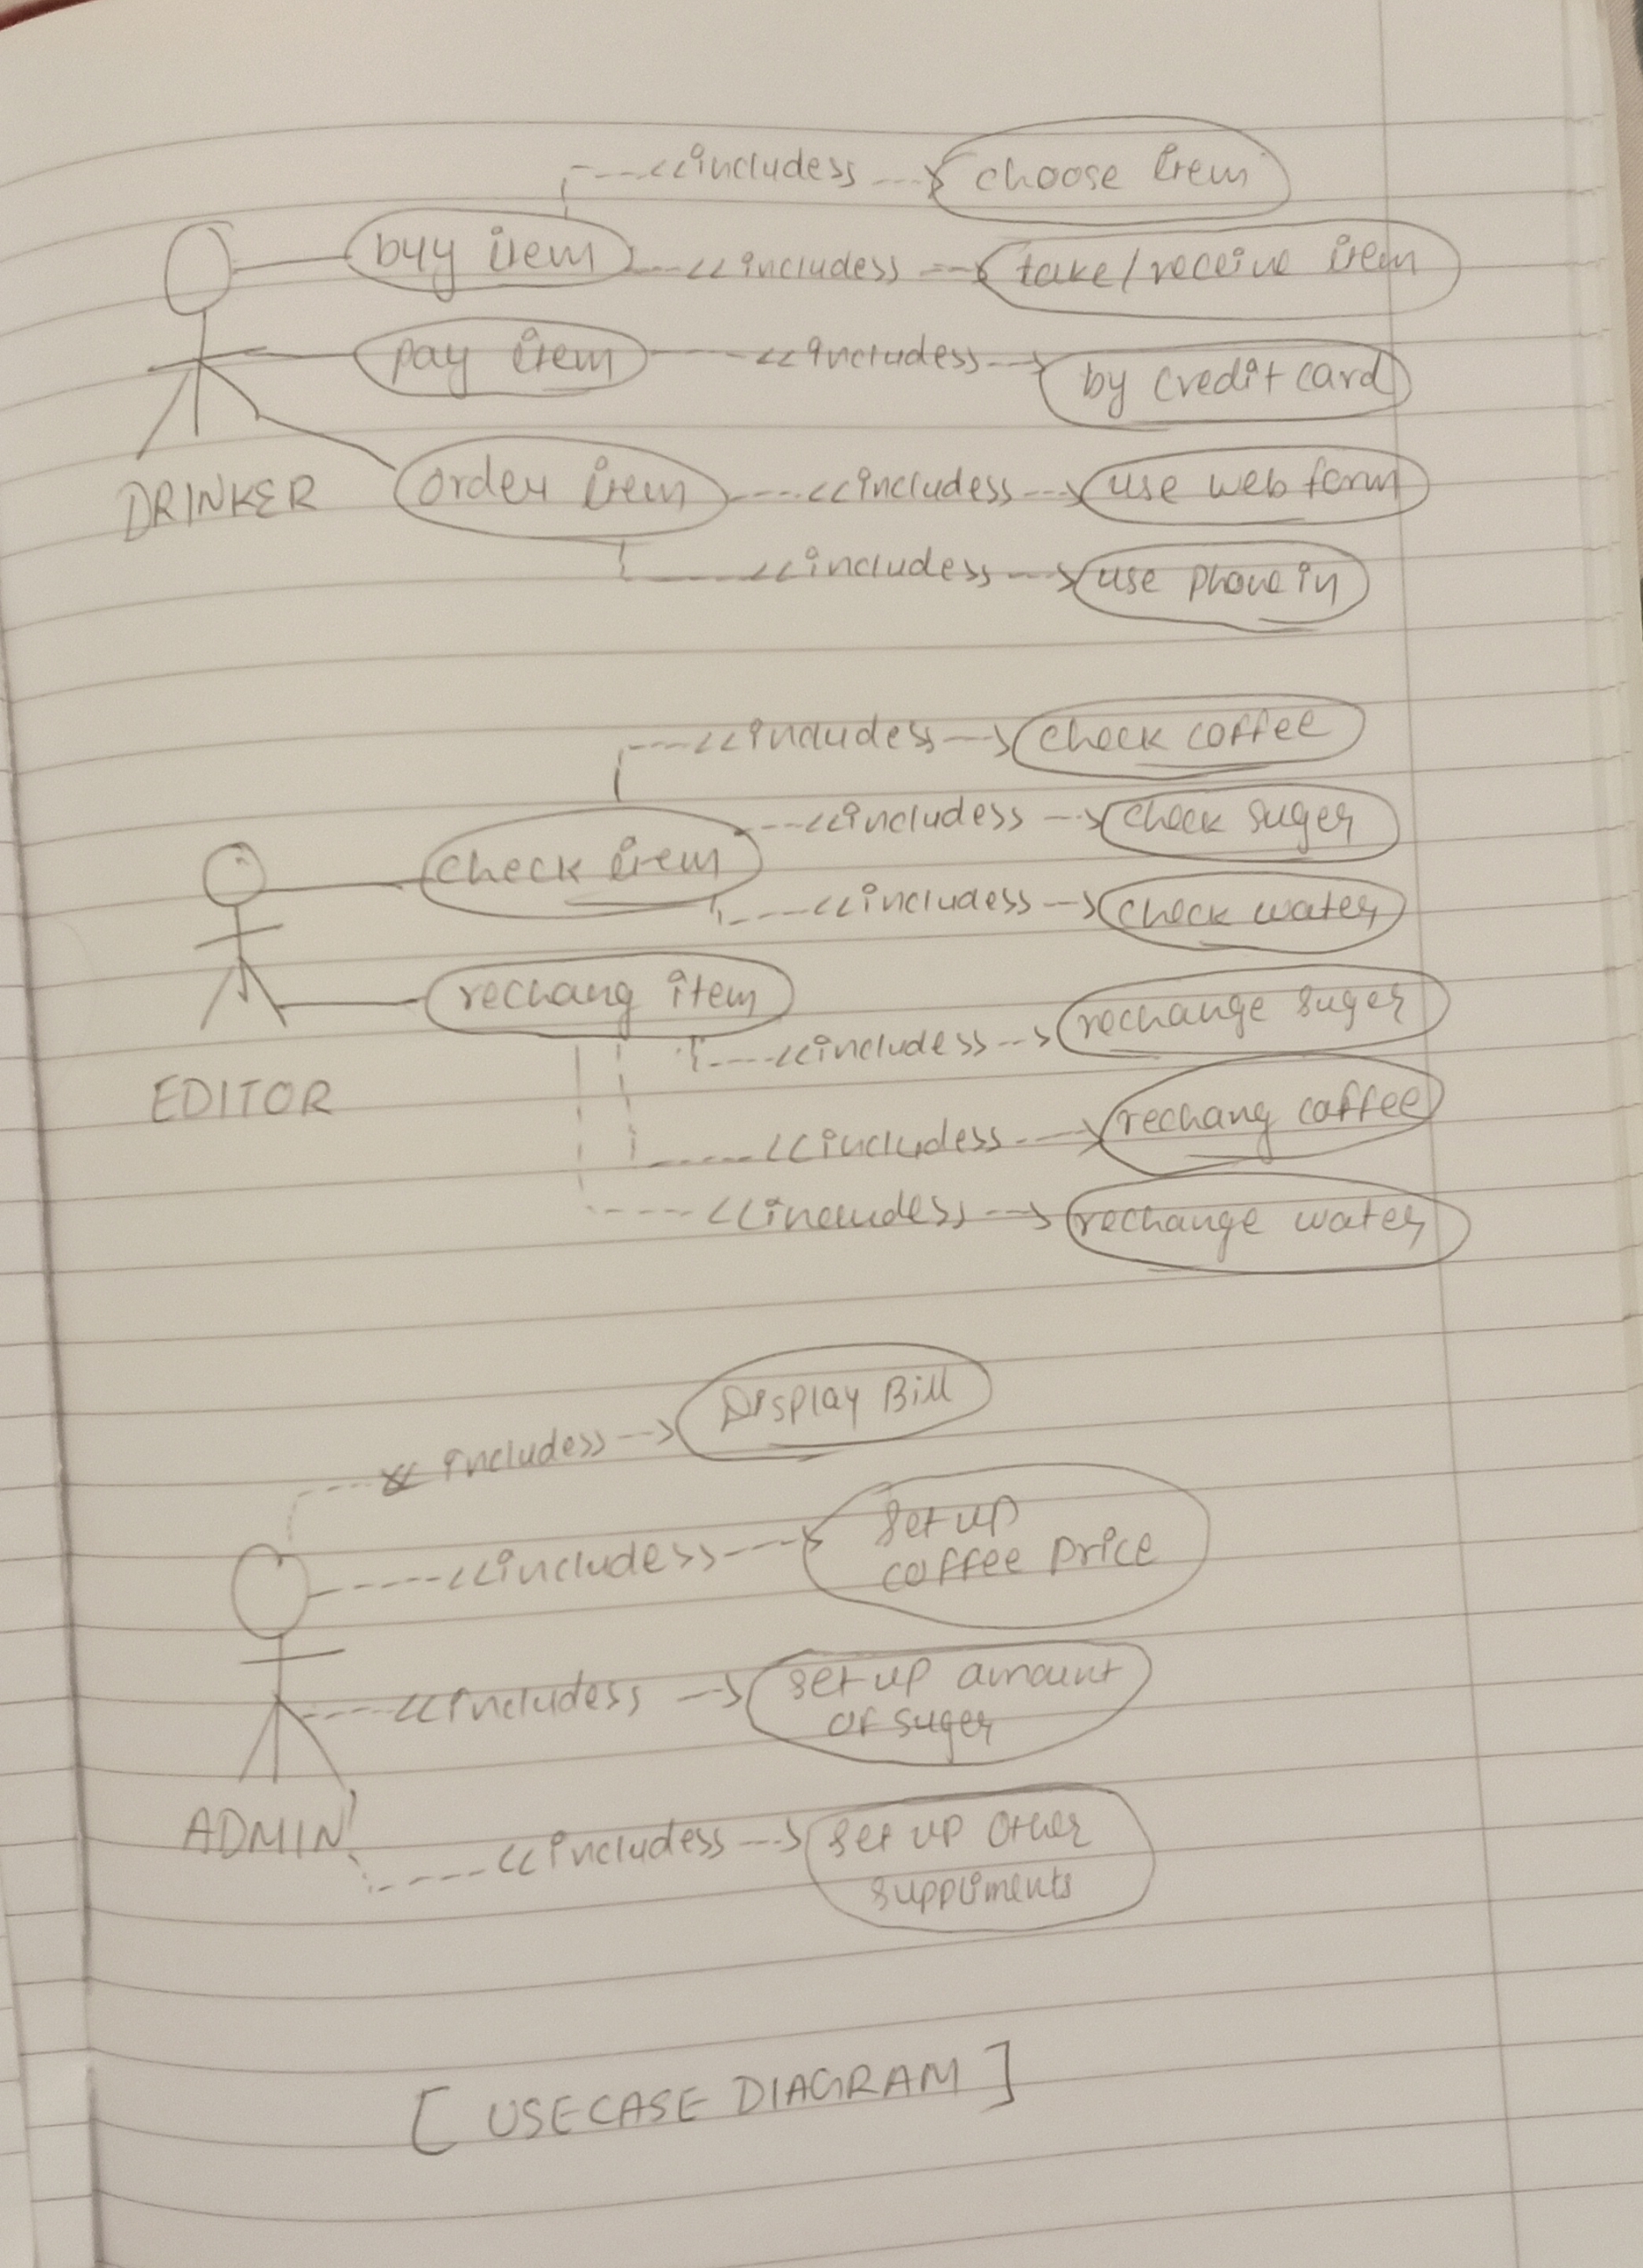 <<includes>> choose item
buy item <<includes>> take/receive item
pay item <<includes>> by credit card
DRINKER order item <<includes>> use web form
<<includes>> use phone in
<<includes>> check coffee
<<includes>> check suger
check item
<<includes>> check water
rechang item
<<includes>> rechange suger
EDITOR
<<includes>> rechang coffee
<<includes>> rechange water
Display Bill
<<includes>>
set up
<<includes>> coffee price
<<includes>> set up amount
of suger
ADMIN <<includes>> set up other
suppliments
[ USECASE DIAGRAM ]